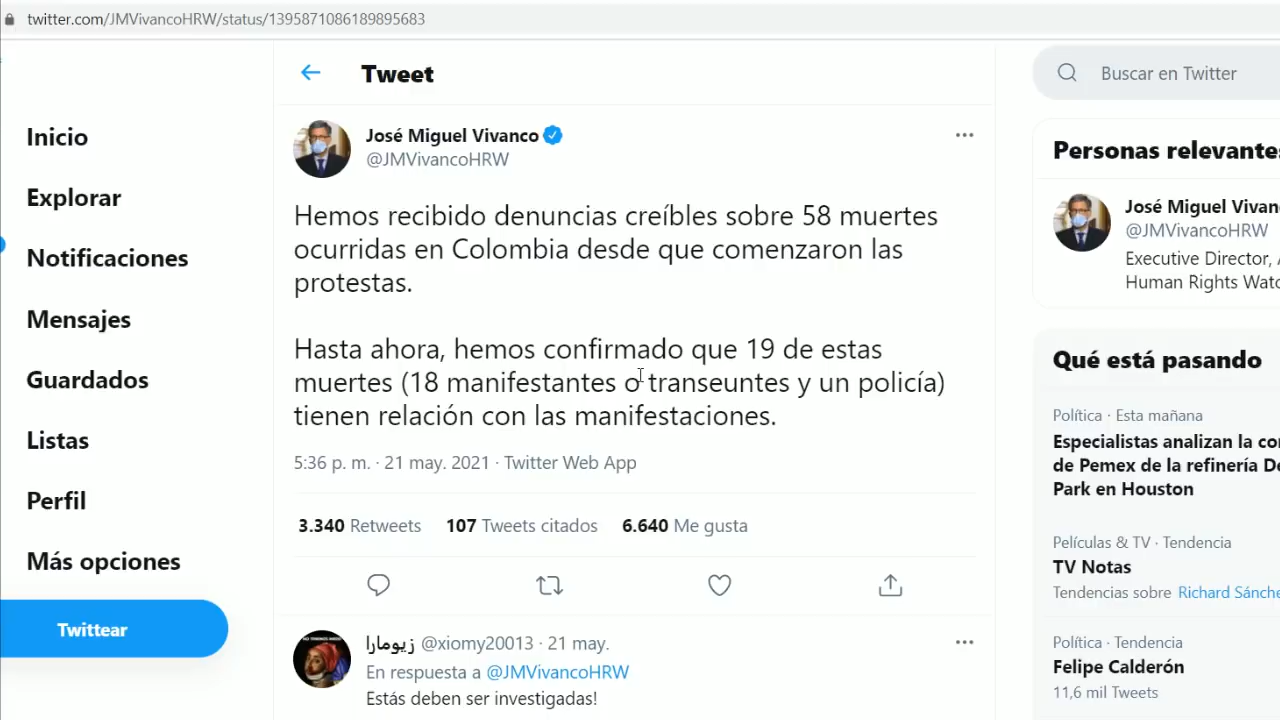 twitter.com/JMVivancoHRW/status/1395871086189895683
Tweet
Buscar en Twitter
Inicio
Explorar
Notificaciones
Mensajes
Guardados
Listas
Perfil
Más opciones
Twittear
José Miguel Vivanco
@JMVivancoHRW
Hemos recibido denuncias creíbles sobre 58 muertes
ocurridas en Colombia desde que comenzaron las
protestas.
Hasta ahora, hemos confirmado que 19 de estas
muertes (18 manifestantes o transeuntes y un policía)
tienen relación con las manifestaciones.
5:36 p. m. · 21 may. 2021 · Twitter Web App
3.340 Retweets 107 Tweets citados 6.640 Me gusta
زيومارا @xiomy20013 · 21 may.
En respuesta a @JMVivancoHRW
Estás deben ser investigadas!
Personas relevantes
José Miguel Vivan
@JMVivancoHRW
Executive Director, A
Human Rights Watc
Qué está pasando
Política · Esta mañana
Especialistas analizan la co
de Pemex de la refinería De
Park en Houston
Películas & TV · Tendencia
TV Notas
Tendencias sobre Richard Sánche
Política · Tendencia
Felipe Calderón
11,6 mil Tweets